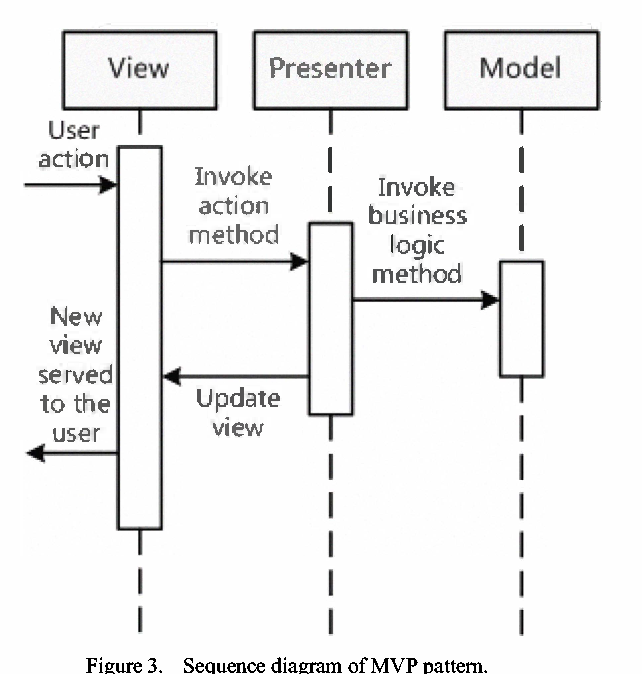 View
Presenter
Model
User
action
Invoke
action
method
Invoke
business
logic
method
New
view
served
to the
user
Update
view
Figure 3. Sequence diagram of MVP pattern.